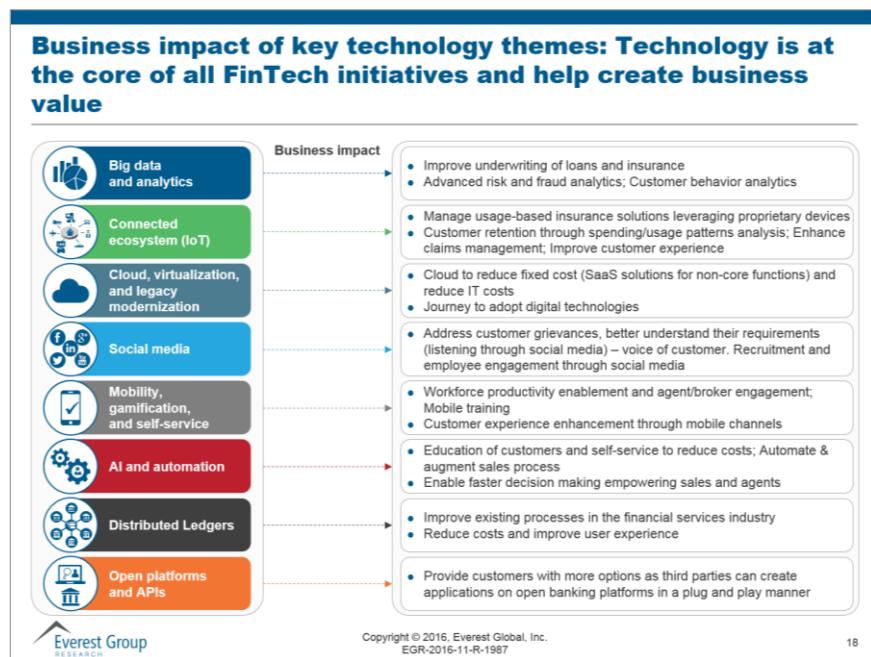 Business impact of key technology themes: Technology is at
the core of all FinTech initiatives and help create business
value
Business impact
Big data
and analytics
● Improve underwriting of loans and insurance
● Advanced risk and fraud analytics; Customer behavior analytics
Connected
ecosystem (IoT)
● Manage usage-based insurance solutions leveraging proprietary devices
● Customer retention through spending/usage patterns analysis; Enhance
claims management; Improve customer experience
Cloud, virtualization,
and legacy
modernization
● Cloud to reduce fixed cost (SaaS solutions for non-core functions) and
reduce IT costs
● Journey to adopt digital technologies
f
g+
in
Social media
● Address customer grievances, better understand their requirements
(listening through social media) – voice of customer. Recruitment and
employee engagement through social media
Mobility,
gamification,
and self-service
● Workforce productivity enablement and agent/broker engagement;
Mobile training
● Customer experience enhancement through mobile channels
AI and automation
● Education of customers and self-service to reduce costs; Automate &
augment sales process
● Enable faster decision making empowering sales and agents
Distributed Ledgers
● Improve existing processes in the financial services industry
● Reduce costs and improve user experience
Open platforms
and APIs
● Provide customers with more options as third parties can create
applications on open banking platforms in a plug and play manner
Everest Group
RESEARCH
Copyright © 2016, Everest Global, Inc.
EGR-2016-11-R-1987
18